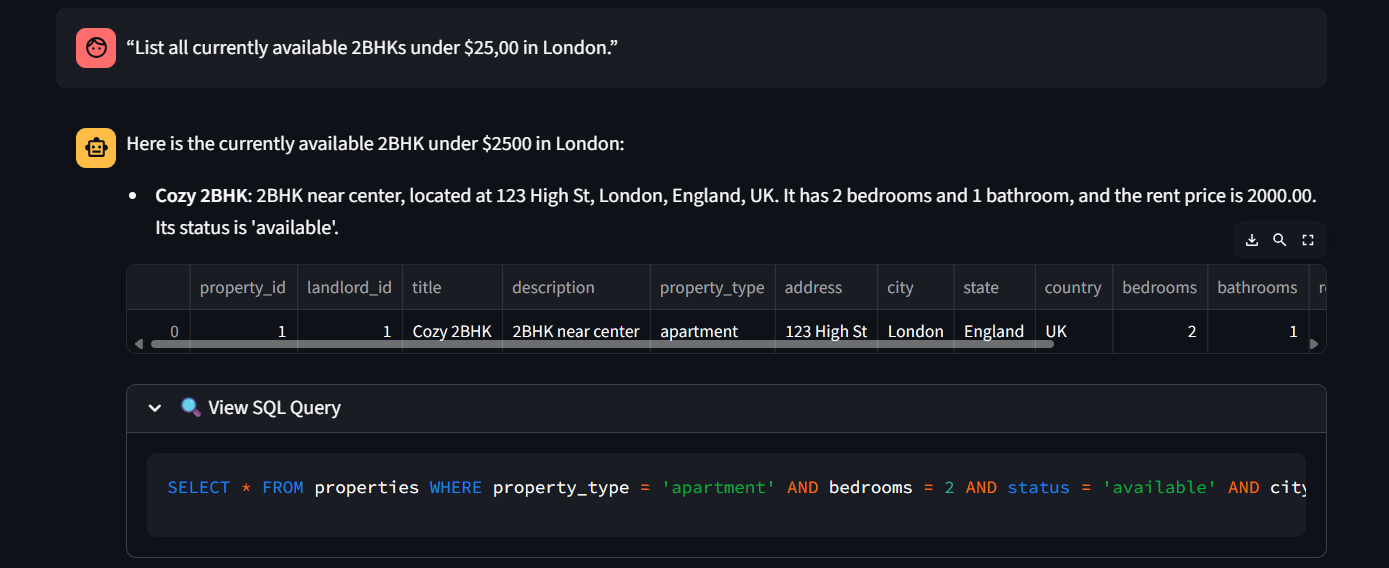 “List all currently available 2BHKs under $25,00 in London.”
Here is the currently available 2BHK under $2500 in London:
• Cozy 2BHK: 2BHK near center, located at 123 High St, London, England, UK. It has 2 bedrooms and 1 bathroom, and the rent price is 2000.00.
Its status is 'available'.
property_id landlord_id title description property_type address city state country bedrooms bathrooms
0 1 1 Cozy 2BHK 2BHK near center apartment 123 High St London England UK 2 1
View SQL Query
SELECT * FROM properties WHERE property_type = 'apartment' AND bedrooms = 2 AND status = 'available' AND city